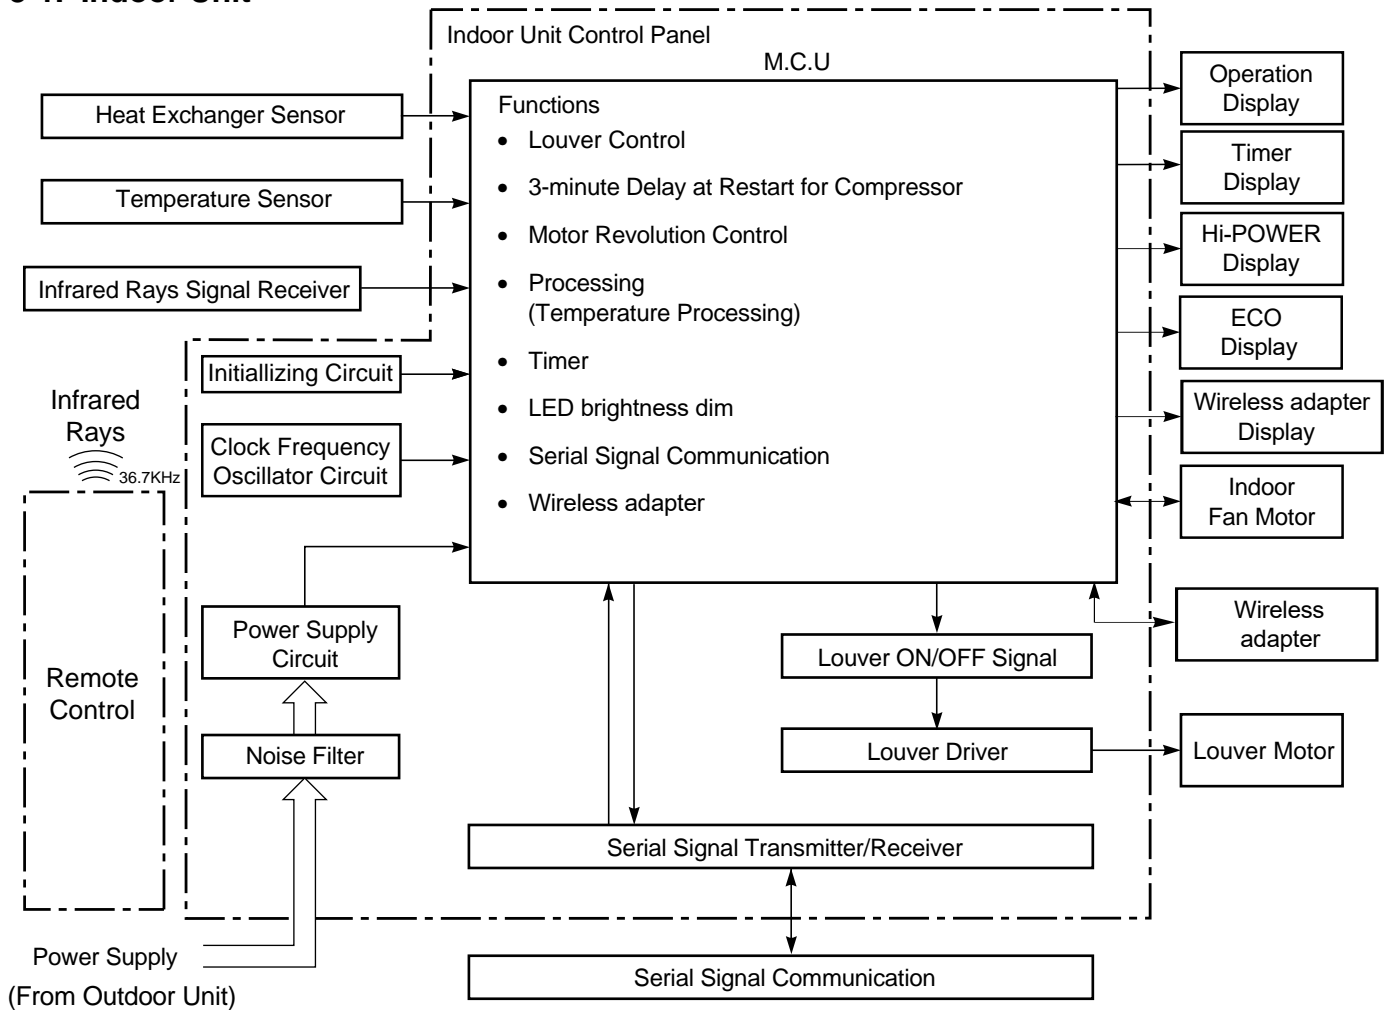 Indoor Unit Control Panel
M.C.U
Functions
• Louver Control
• 3-minute Delay at Restart for Compressor
• Motor Revolution Control
• Processing
(Temperature Processing)
• Timer
• LED brightness dim
• Serial Signal Communication
• Wireless adapter
Heat Exchanger Sensor
Temperature Sensor
Infrared Rays Signal Receiver
Initiallizing Circuit
Clock Frequency
Oscillator Circuit
Infrared
Rays
36.7KHz
Remote
Control
Power Supply
Circuit
Noise Filter
Power Supply
(From Outdoor Unit)
Operation
Display
Timer
Display
Hi-POWER
Display
ECO
Display
Wireless adapter
Display
Indoor
Fan Motor
Wireless
adapter
Louver ON/OFF Signal
Louver Driver
Louver Motor
Serial Signal Transmitter/Receiver
Serial Signal Communication